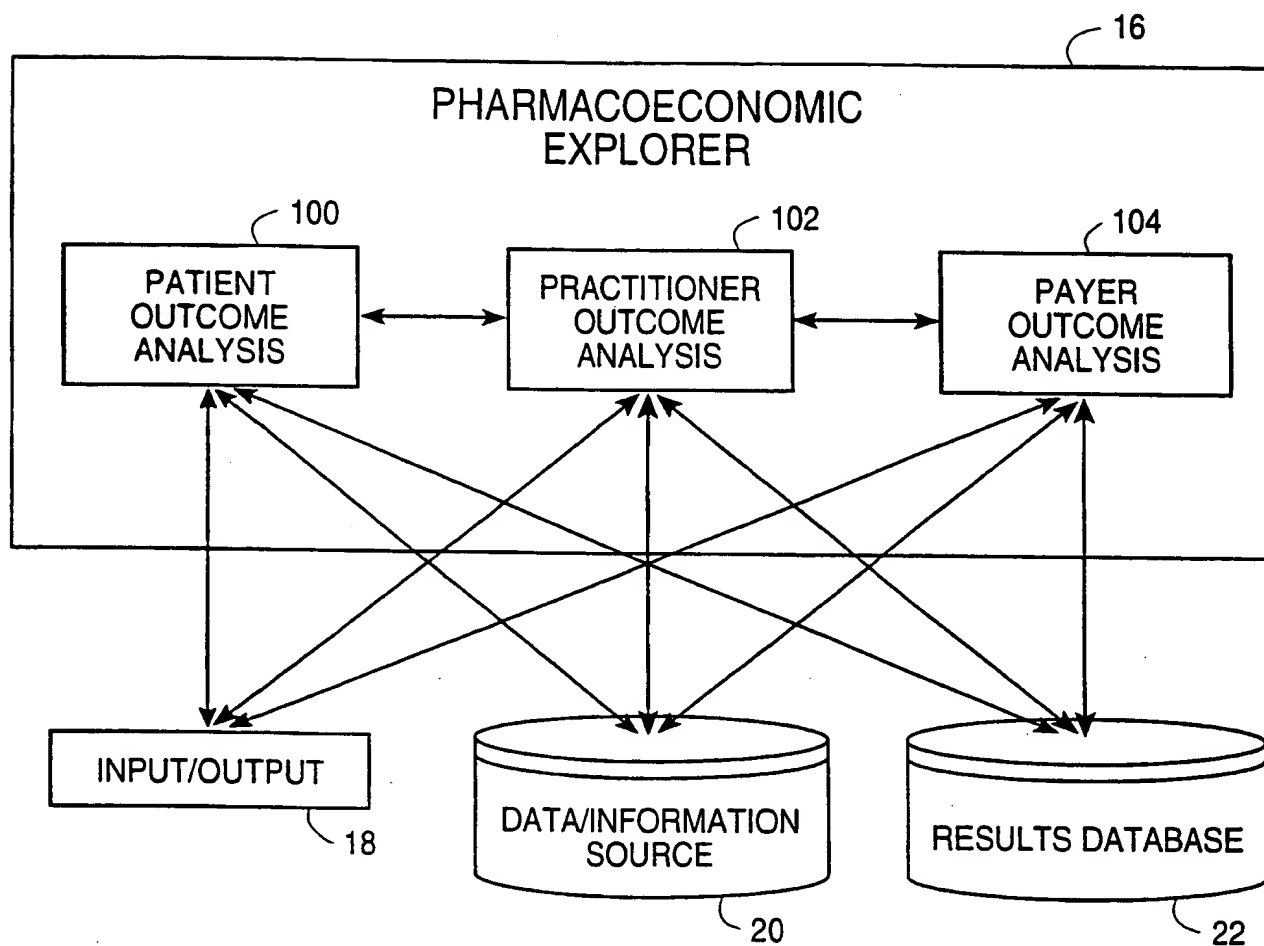 16
PHARMACOECONOMIC
EXPLORER
100
102
104
PATIENT
OUTCOME
ANALYSIS
PRACTITIONER
OUTCOME
ANALYSIS
PAYER
OUTCOME
ANALYSIS
INPUT/OUTPUT
18
DATA/INFORMATION
SOURCE
20
RESULTS DATABASE
22